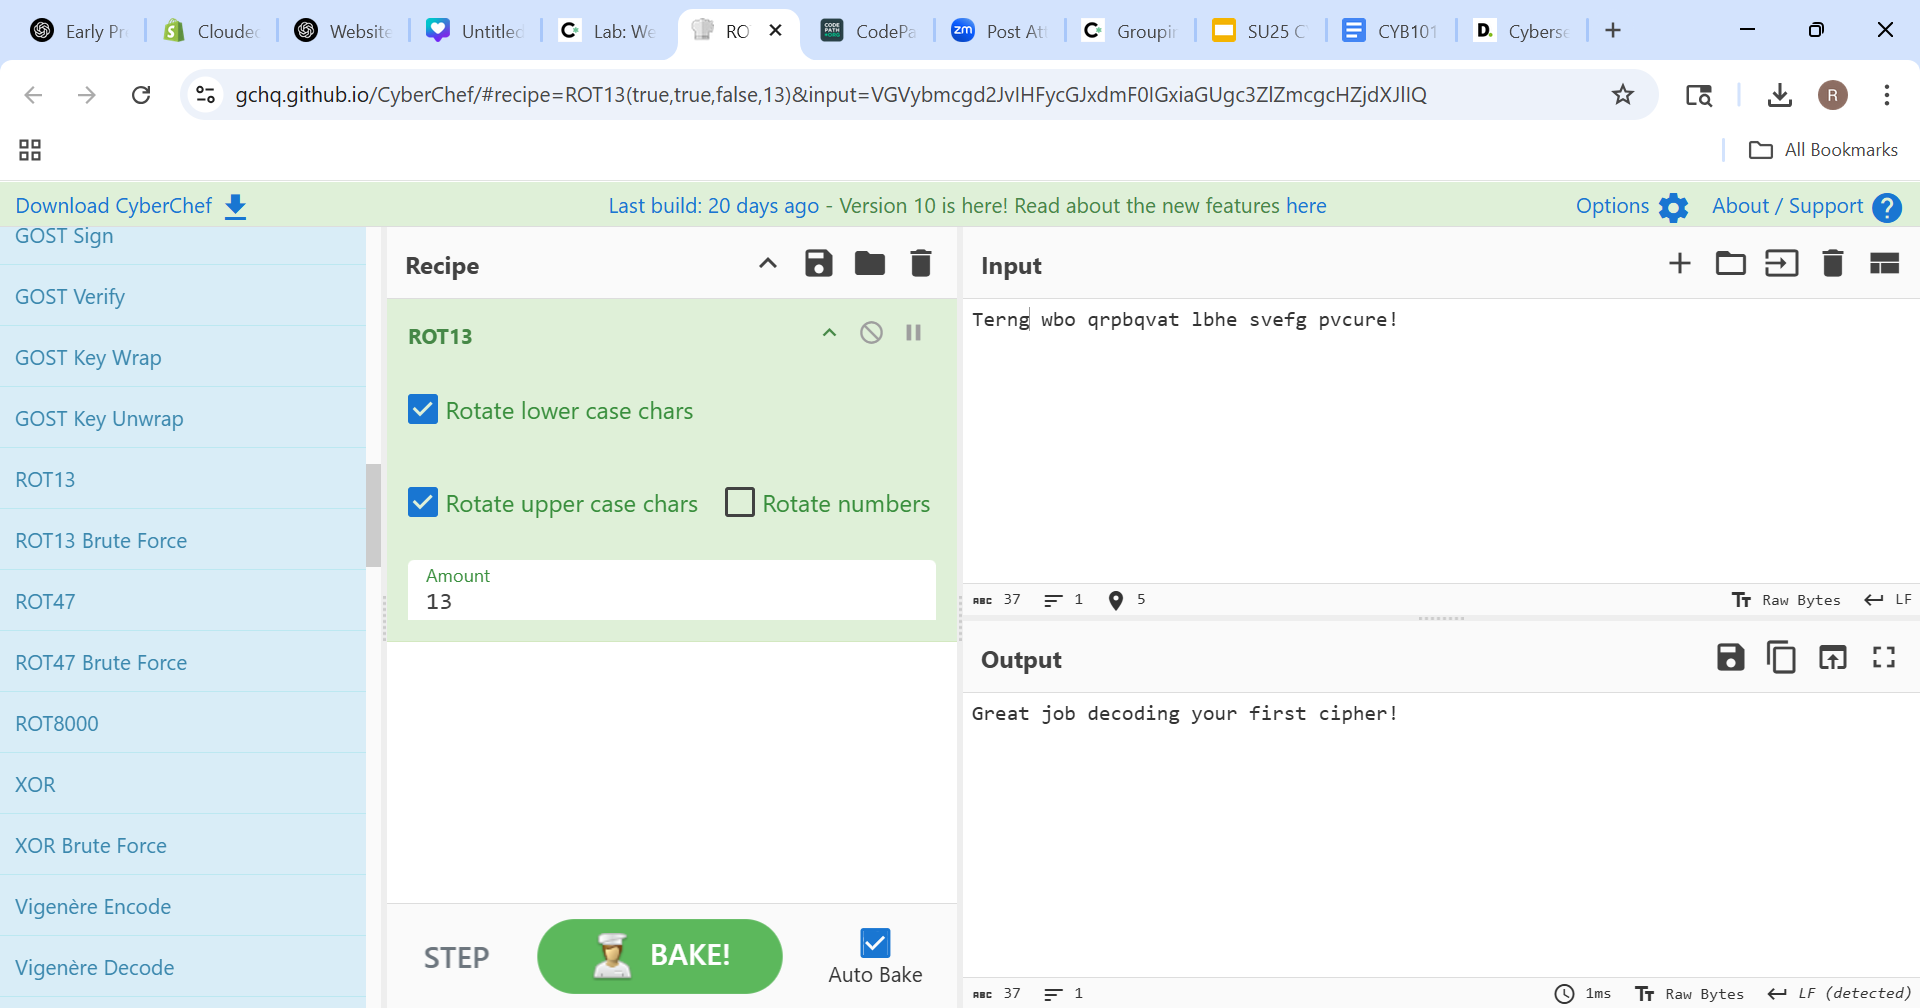 Early Pr
Cloudec
Website
Untitled
Lab: We
RO
CodePa
Post At
Groupin
SU25 C
CYB101
Cyberse
gchq.github.io/CyberChef/#recipe=ROT13(true,true,false,13)&input=VGVybmcgd2JvIHFycGJxdmF0IGxiaGUgc3ZlZmcgcHZjdXJlIQ
R
All Bookmarks
Download CyberChef
Last build: 20 days ago - Version 10 is here! Read about the new features here
Options
About / Support
GOST Sign
GOST Verify
GOST Key Wrap
GOST Key Unwrap
ROT13
ROT13 Brute Force
ROT47
ROT47 Brute Force
ROT8000
XOR
XOR Brute Force
Vigenère Encode
Vigenère Decode
Recipe
ROT13
Rotate lower case chars
Rotate upper case chars
Rotate numbers
Amount
13
STEP
BAKE!
Auto Bake
Input
Terng wbo qrpbqvat lbhe svefg pvcure!
ABC 37 1 5
Tт Raw Bytes LF
Output
Great job decoding your first cipher!
ABC 37 1
1ms Tт Raw Bytes LF (detected)